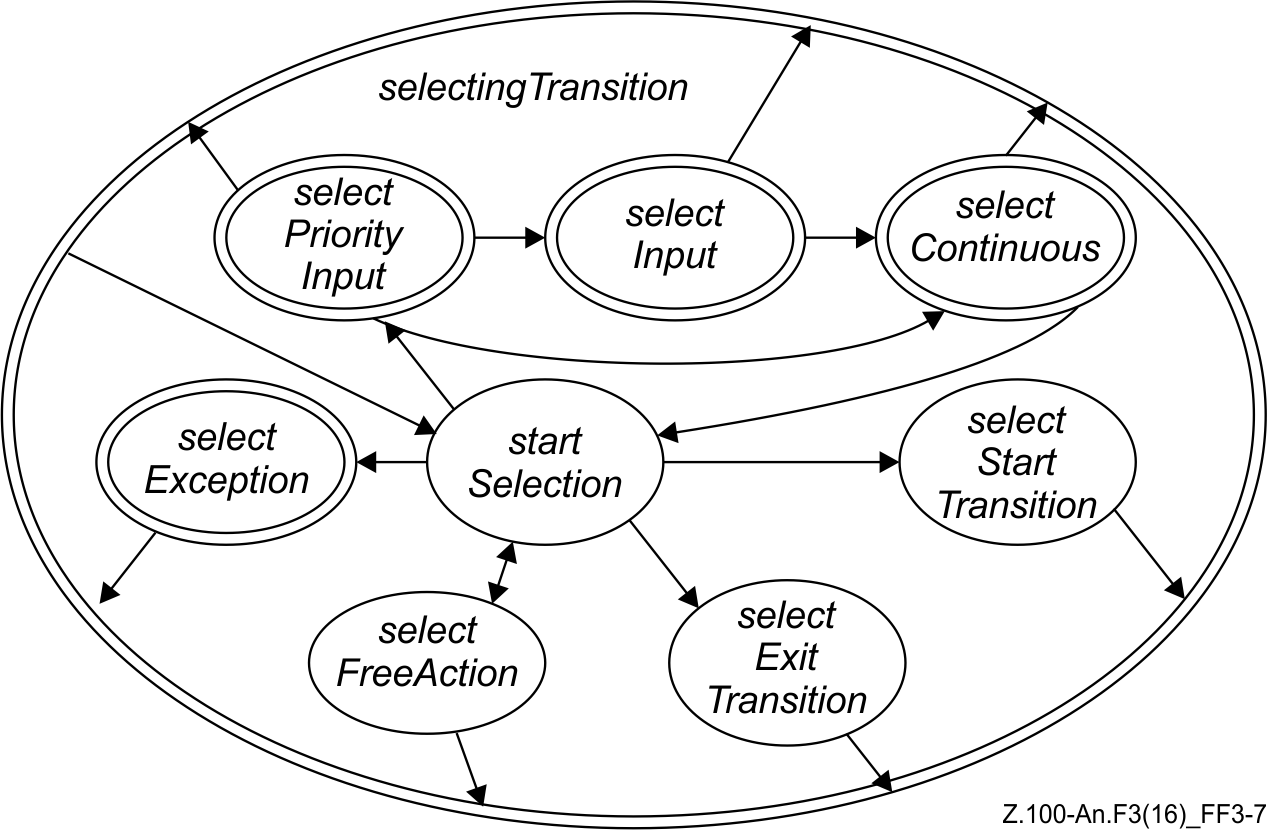 selectingTransition
select
Priority
Input
select
Input
select
Continuous
select
Exception
start
Selection
select
Start
Transition
select
FreeAction
select
Exit
Transition
Z.100-An.F3(16)_FF3-7